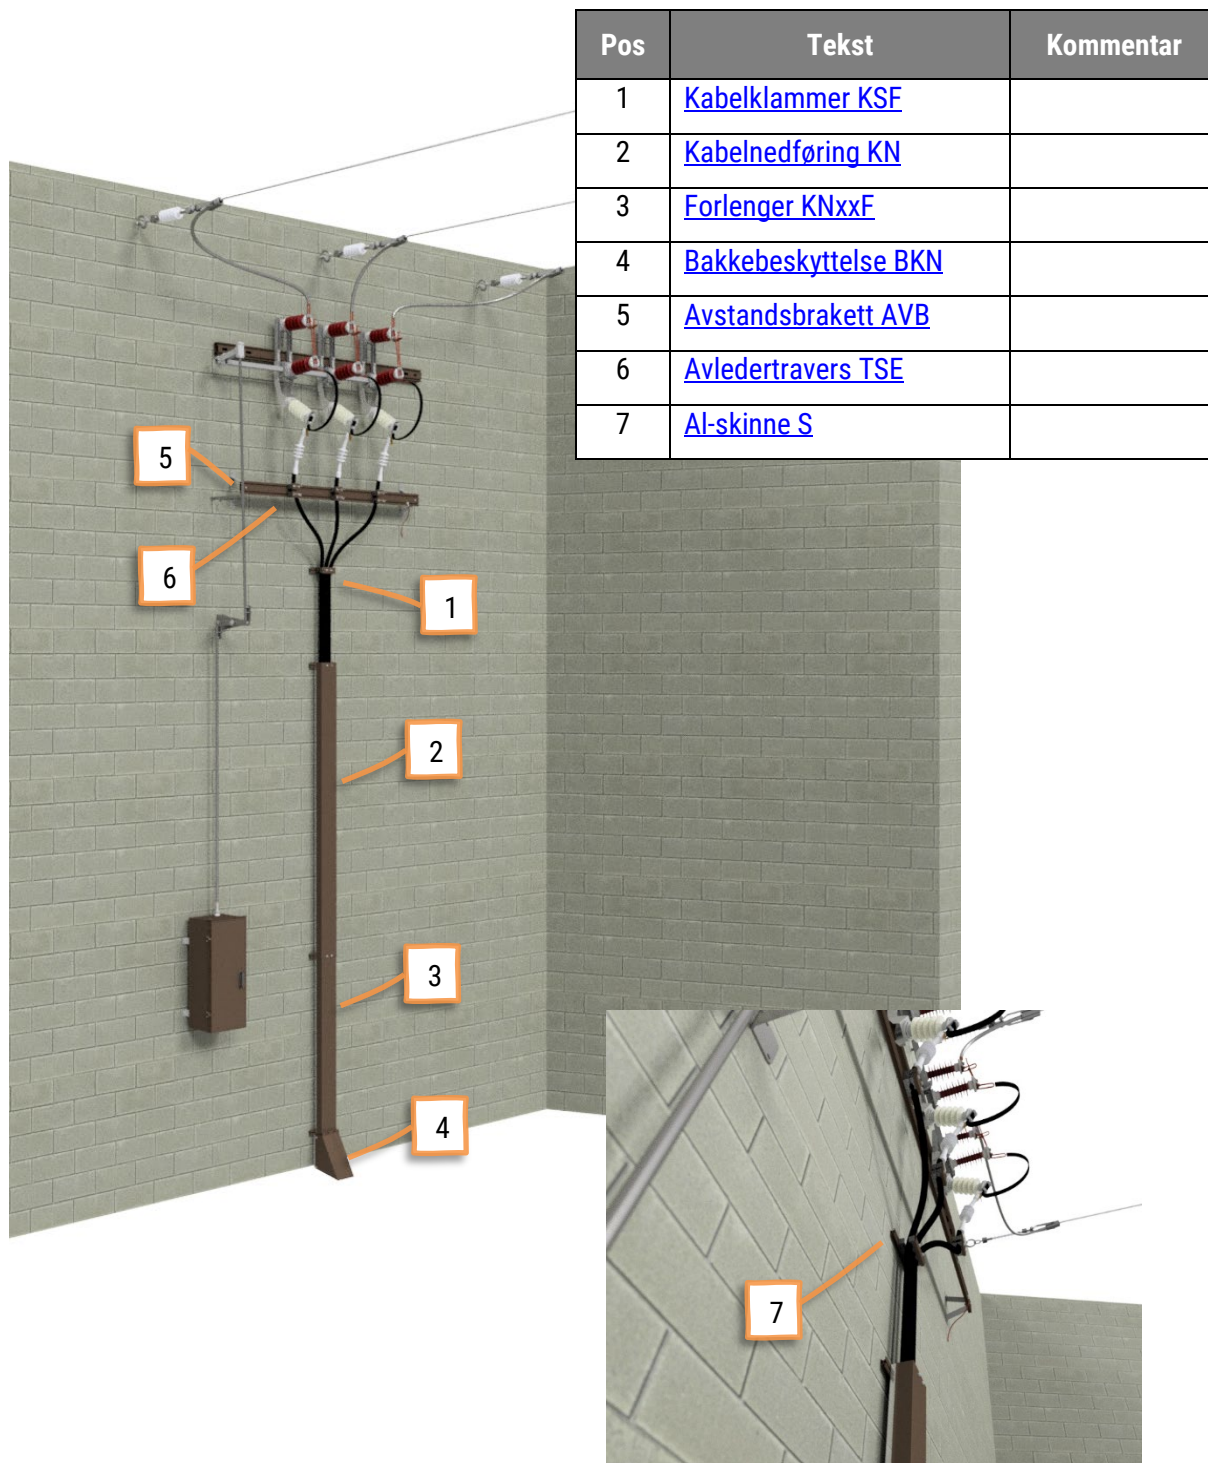 Pos Tekst Kommentar
1 Kabelklammer KSF
2 Kabelnedføring KN
3 Forlenger KNxxF
4 Bakkebeskyttelse BKN
5 Avstandsbrakett AVB
6 Avledertravers TSE
7 Al-skinne S
5
6
1
2
3
4
7